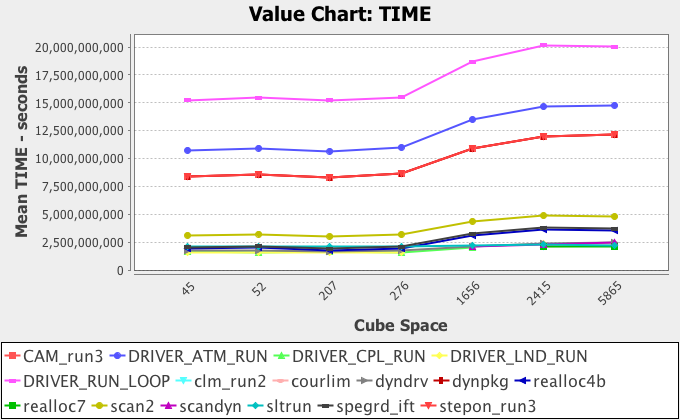 Value Chart: TIME
20,000,000,000
17,500,000,000
15,000,000,000
12,500,000,000
10,000,000,000
7,500,000,000
5,000,000,000
2,500,000,000
0
Mean TIME - seconds
45 52 207 276 1656 2415 5865
Cube Space
CAM_run3 DRIVER_ATM_RUN DRIVER_CPL_RUN DRIVER_LND_RUN
DRIVER_RUN_LOOP clm_run2 courlim dyndrv dynpkg realloc4b
realloc7 scan2 scandyn sltrun spegrd_ift stepon_run3